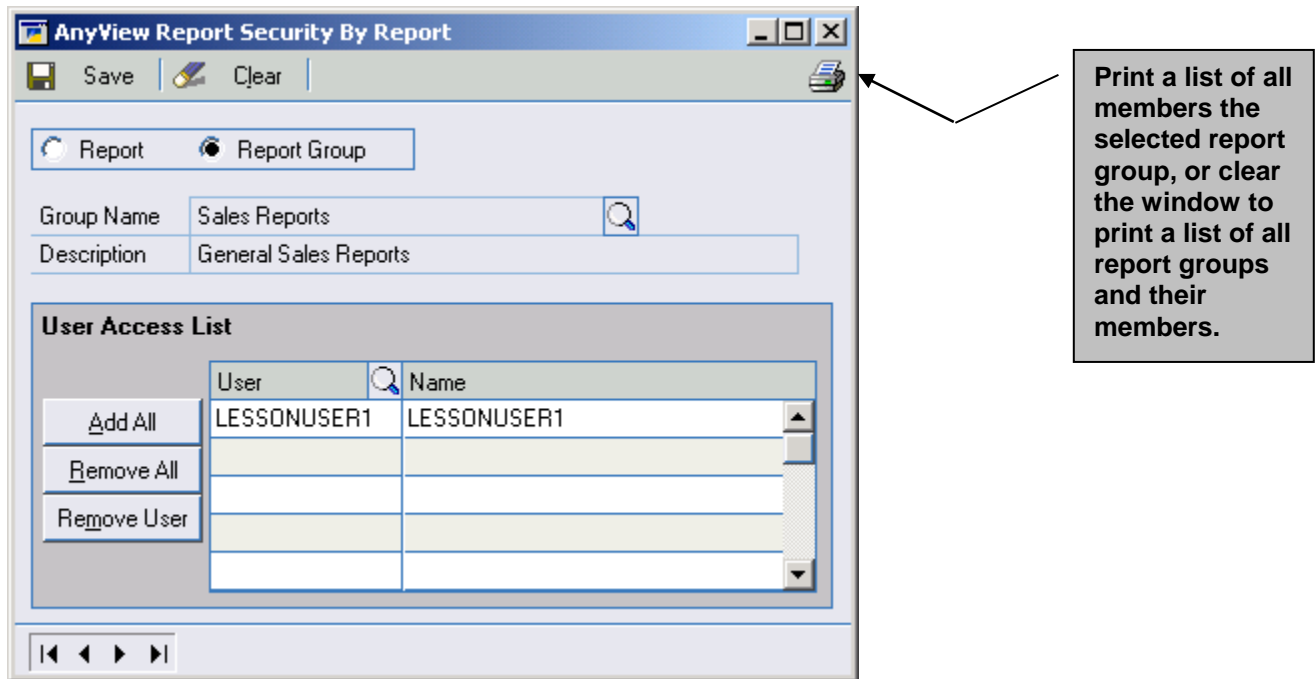 AnyView Report Security By Report
Save Clear
Report Report Group
Group Name Sales Reports
Description General Sales Reports
User Access List
User Name
Add All LESSONUSER1 LESSONUSER1
Remove All
Remove User
Print a list of all
members the
selected report
group, or clear
the window to
print a list of all
report groups
and their
members.